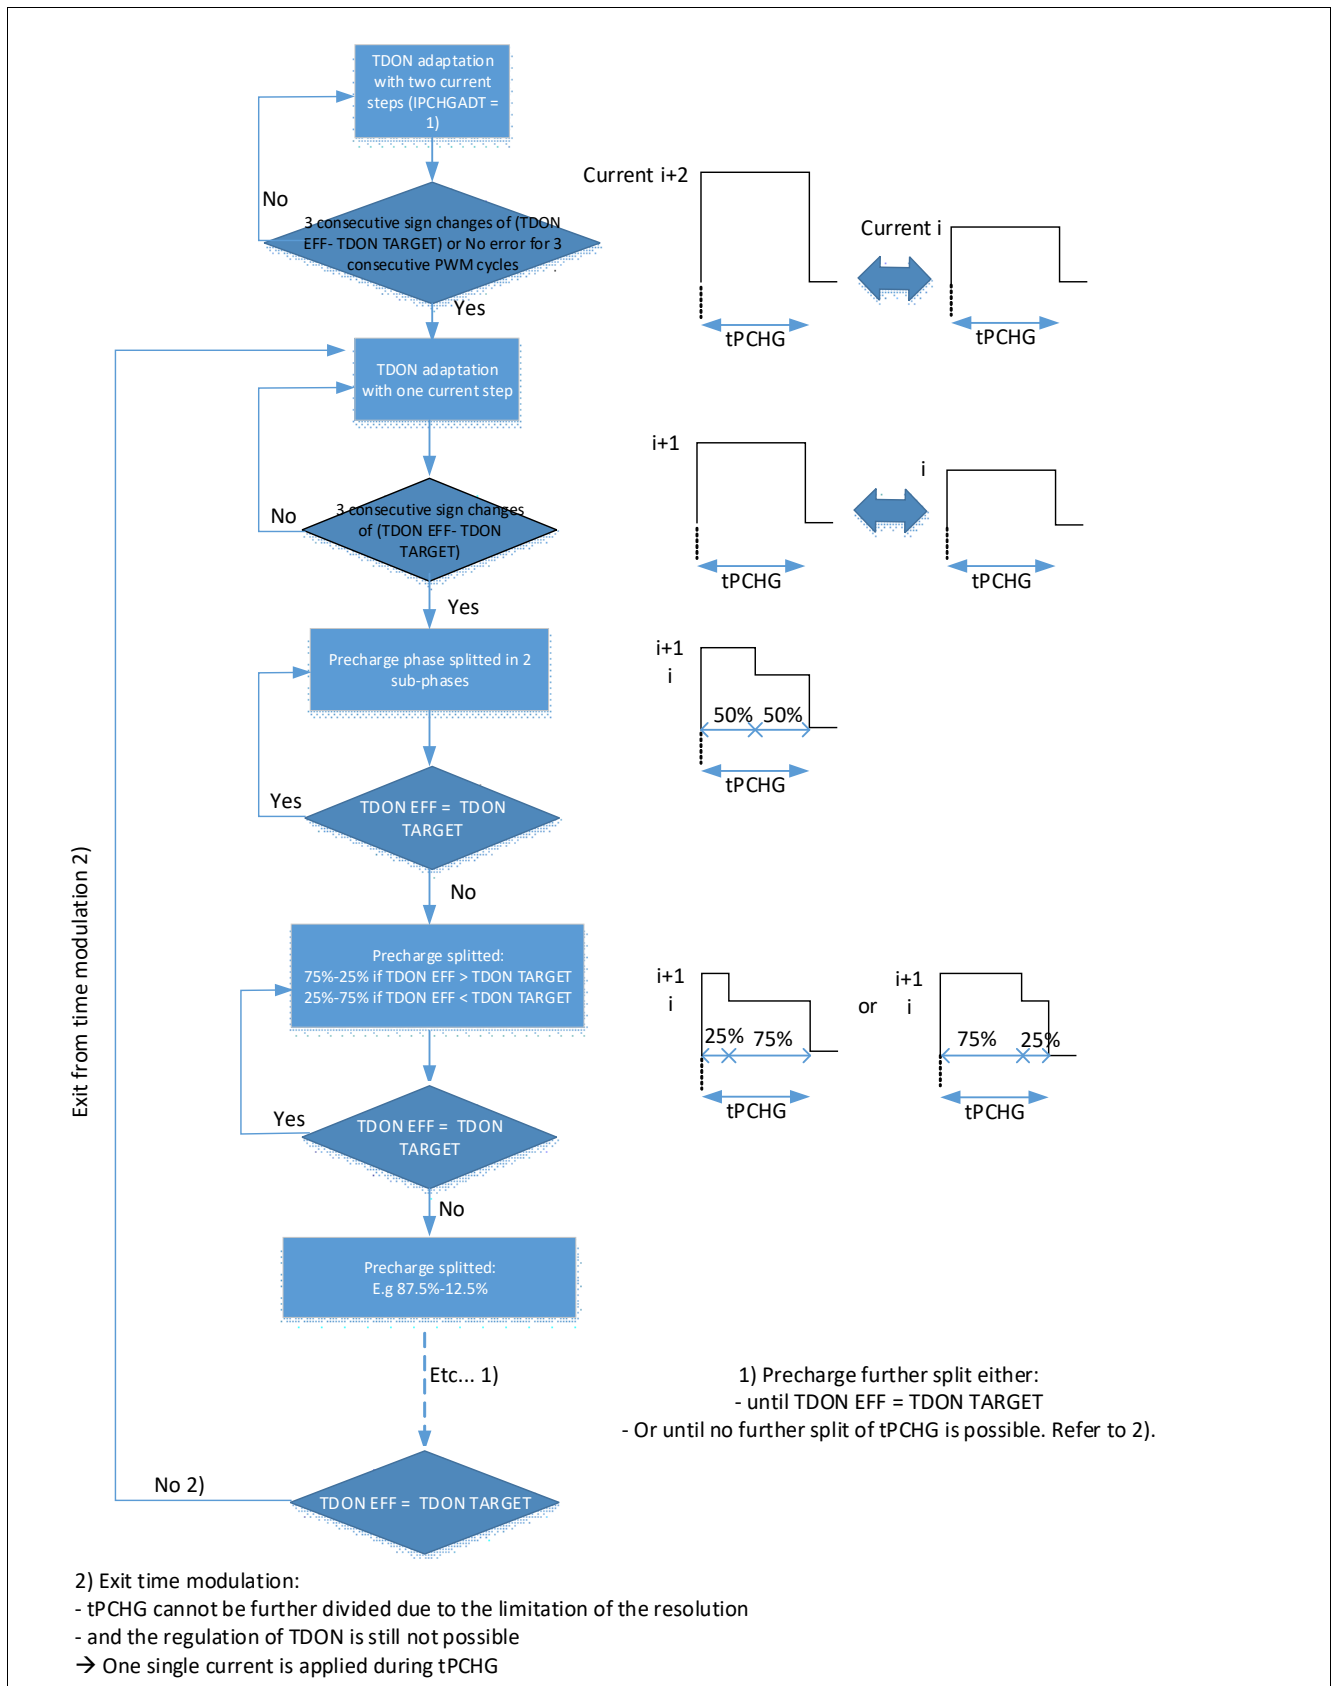 TDON adaptation
with two current
steps (IPCHGADT =
1)
No
3 consecutive sign changes of (TDON
EFF- TDON TARGET) or No error for 3
consecutive PWM cycles
Yes
Current i+2
Current i
tPCHG
tPCHG
TDON adaptation
with one current step
No
3 consecutive sign changes
of (TDON EFF- TDON
TARGET)
Yes
i+1
i
tPCHG
tPCHG
Precharge phase splitted in 2
sub-phases
i+1
i
50% 50%
tPCHG
Yes
TDON EFF = TDON
TARGET
No
Exit from time modulation 2)
Precharge splitted:
75%-25% if TDON EFF > TDON TARGET
25%-75% if TDON EFF < TDON TARGET
i+1
i
25% 75%
tPCHG
or
i+1
i
75% 25%
tPCHG
Yes
TDON EFF = TDON
TARGET
No
Precharge splitted:
E.g 87.5%-12.5%
Etc... 1)
1) Precharge further split either:
- until TDON EFF = TDON TARGET
- Or until no further split of tPCHG is possible. Refer to 2).
No 2)
TDON EFF = TDON TARGET
2) Exit time modulation:
- tPCHG cannot be further divided due to the limitation of the resolution
- and the regulation of TDON is still not possible
→ One single current is applied during tPCHG